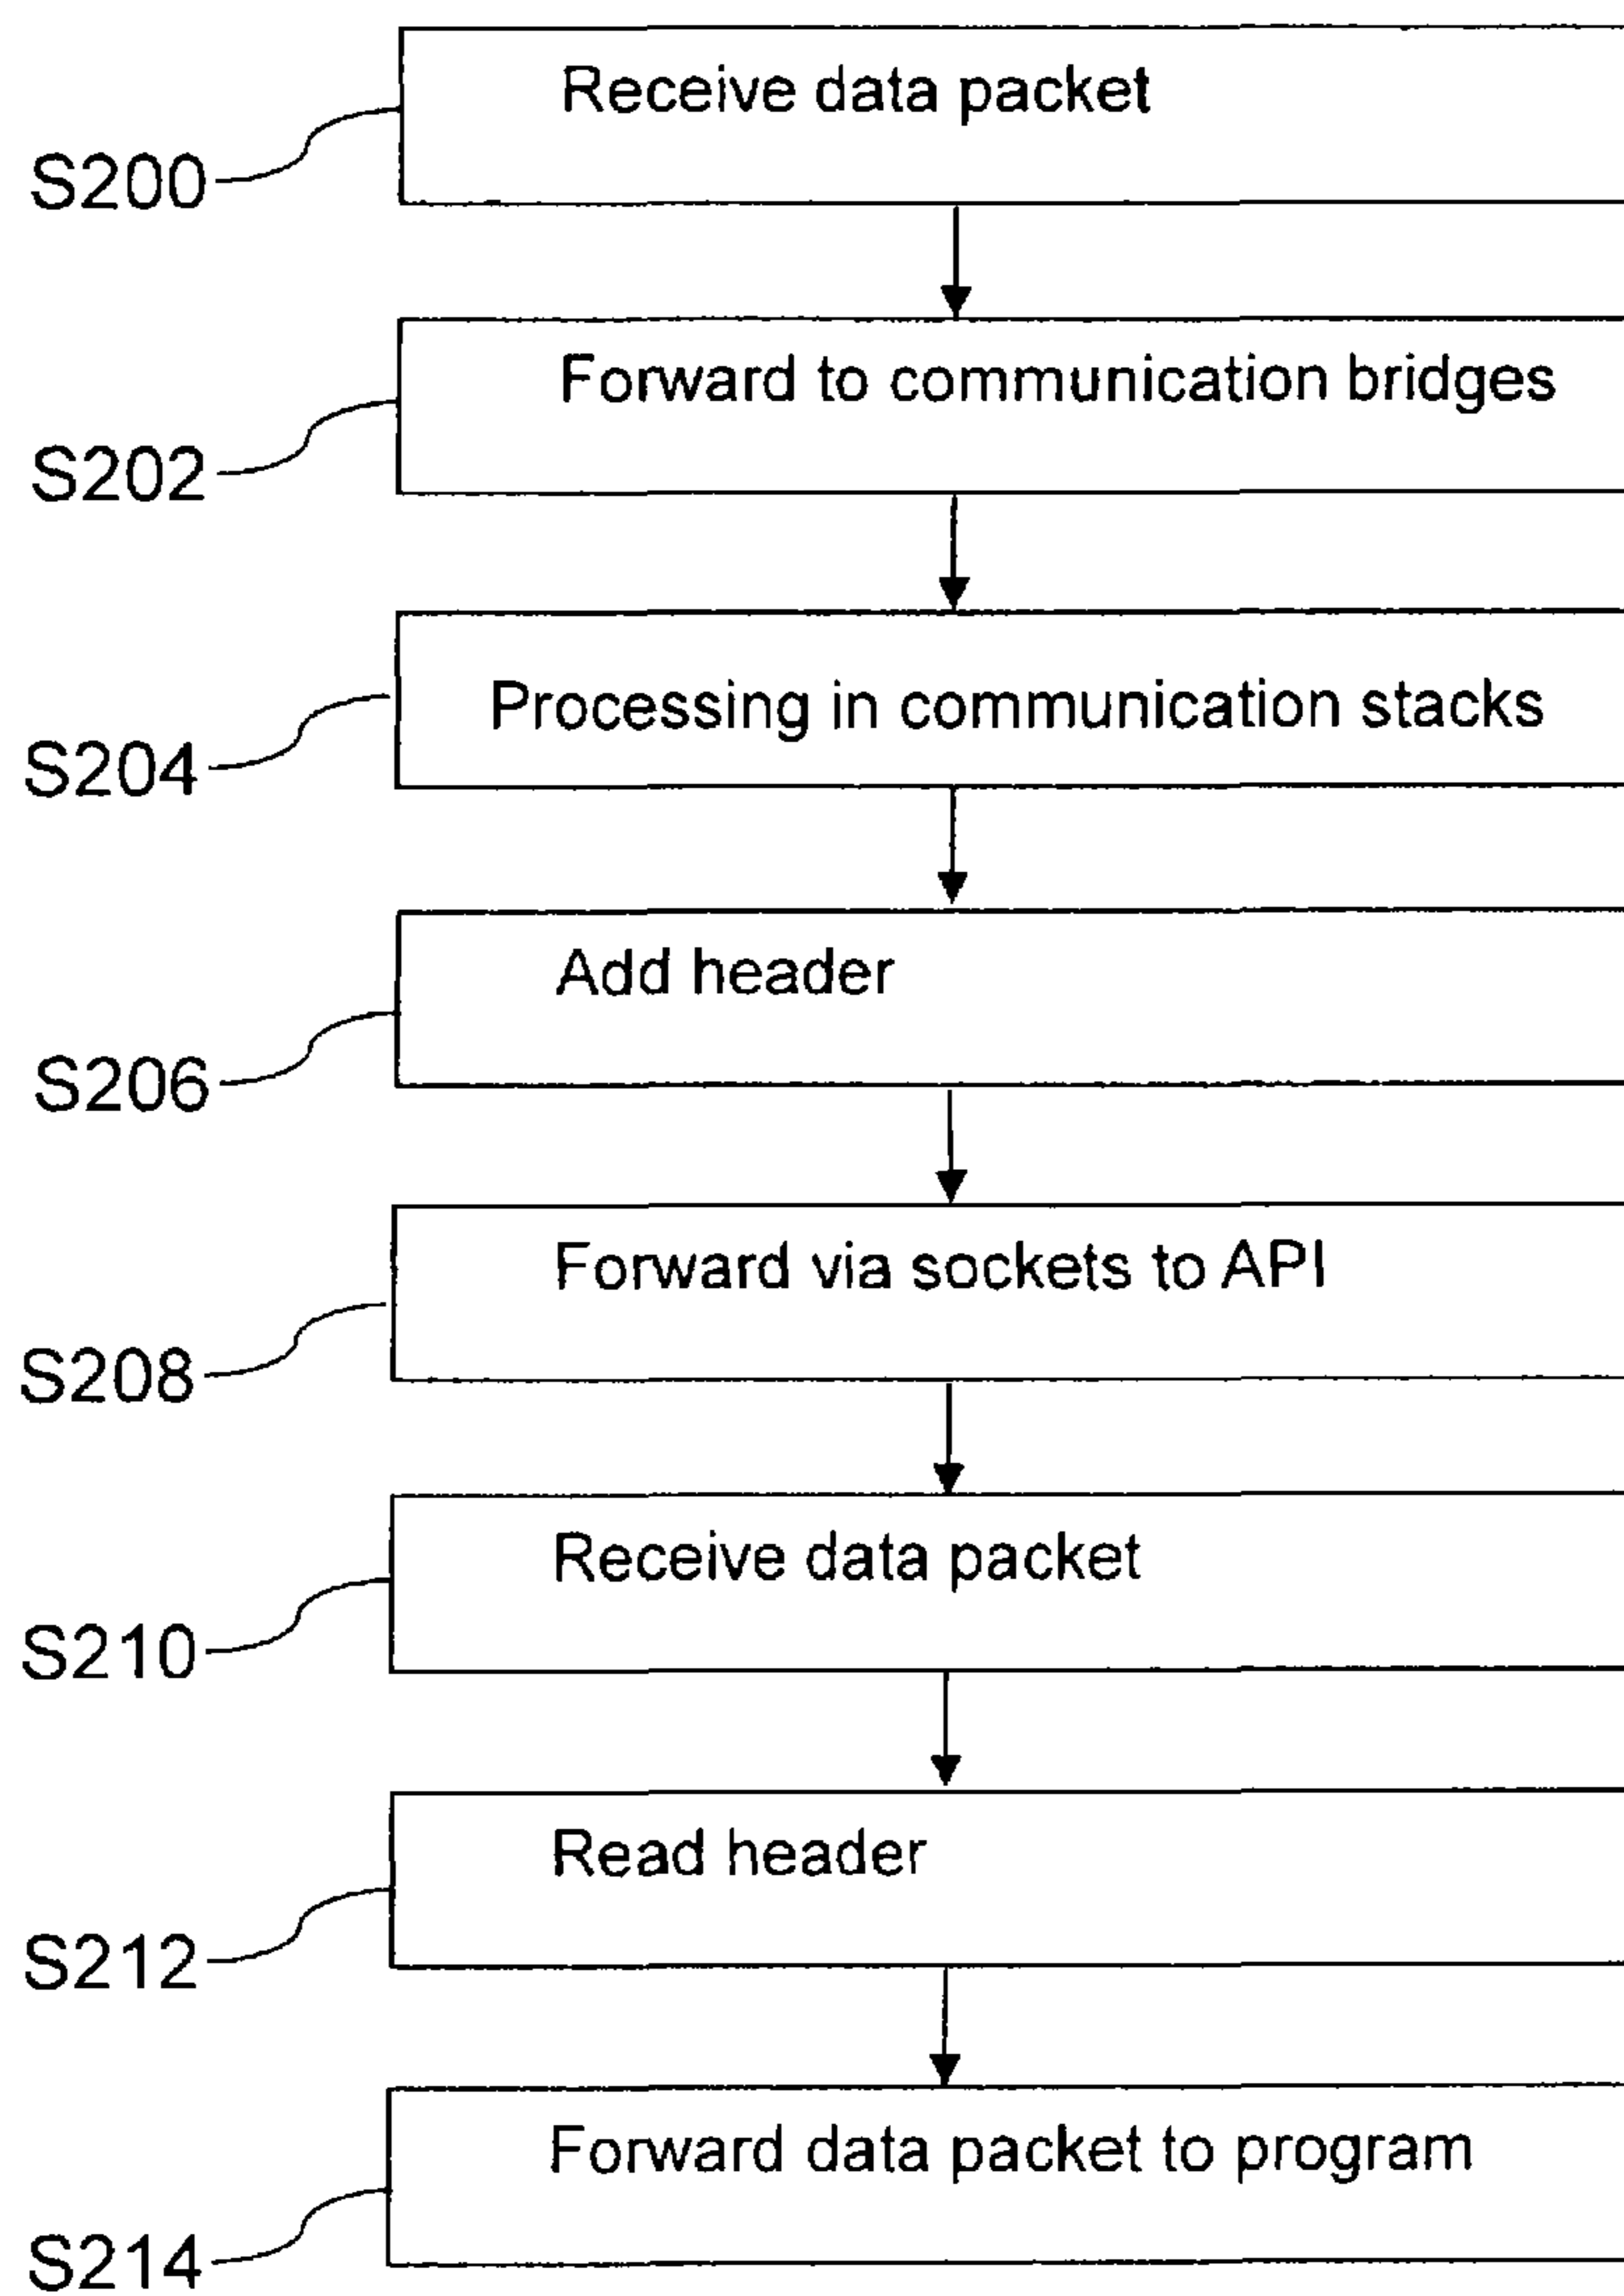 Receive data packet
S200
Forward to communication bridges
S202
Processing in communication stacks
S204
Add header
S206
Forward via sockets to API
S208
Receive data packet
S210
Read header
S212
Forward data packet to program
S214